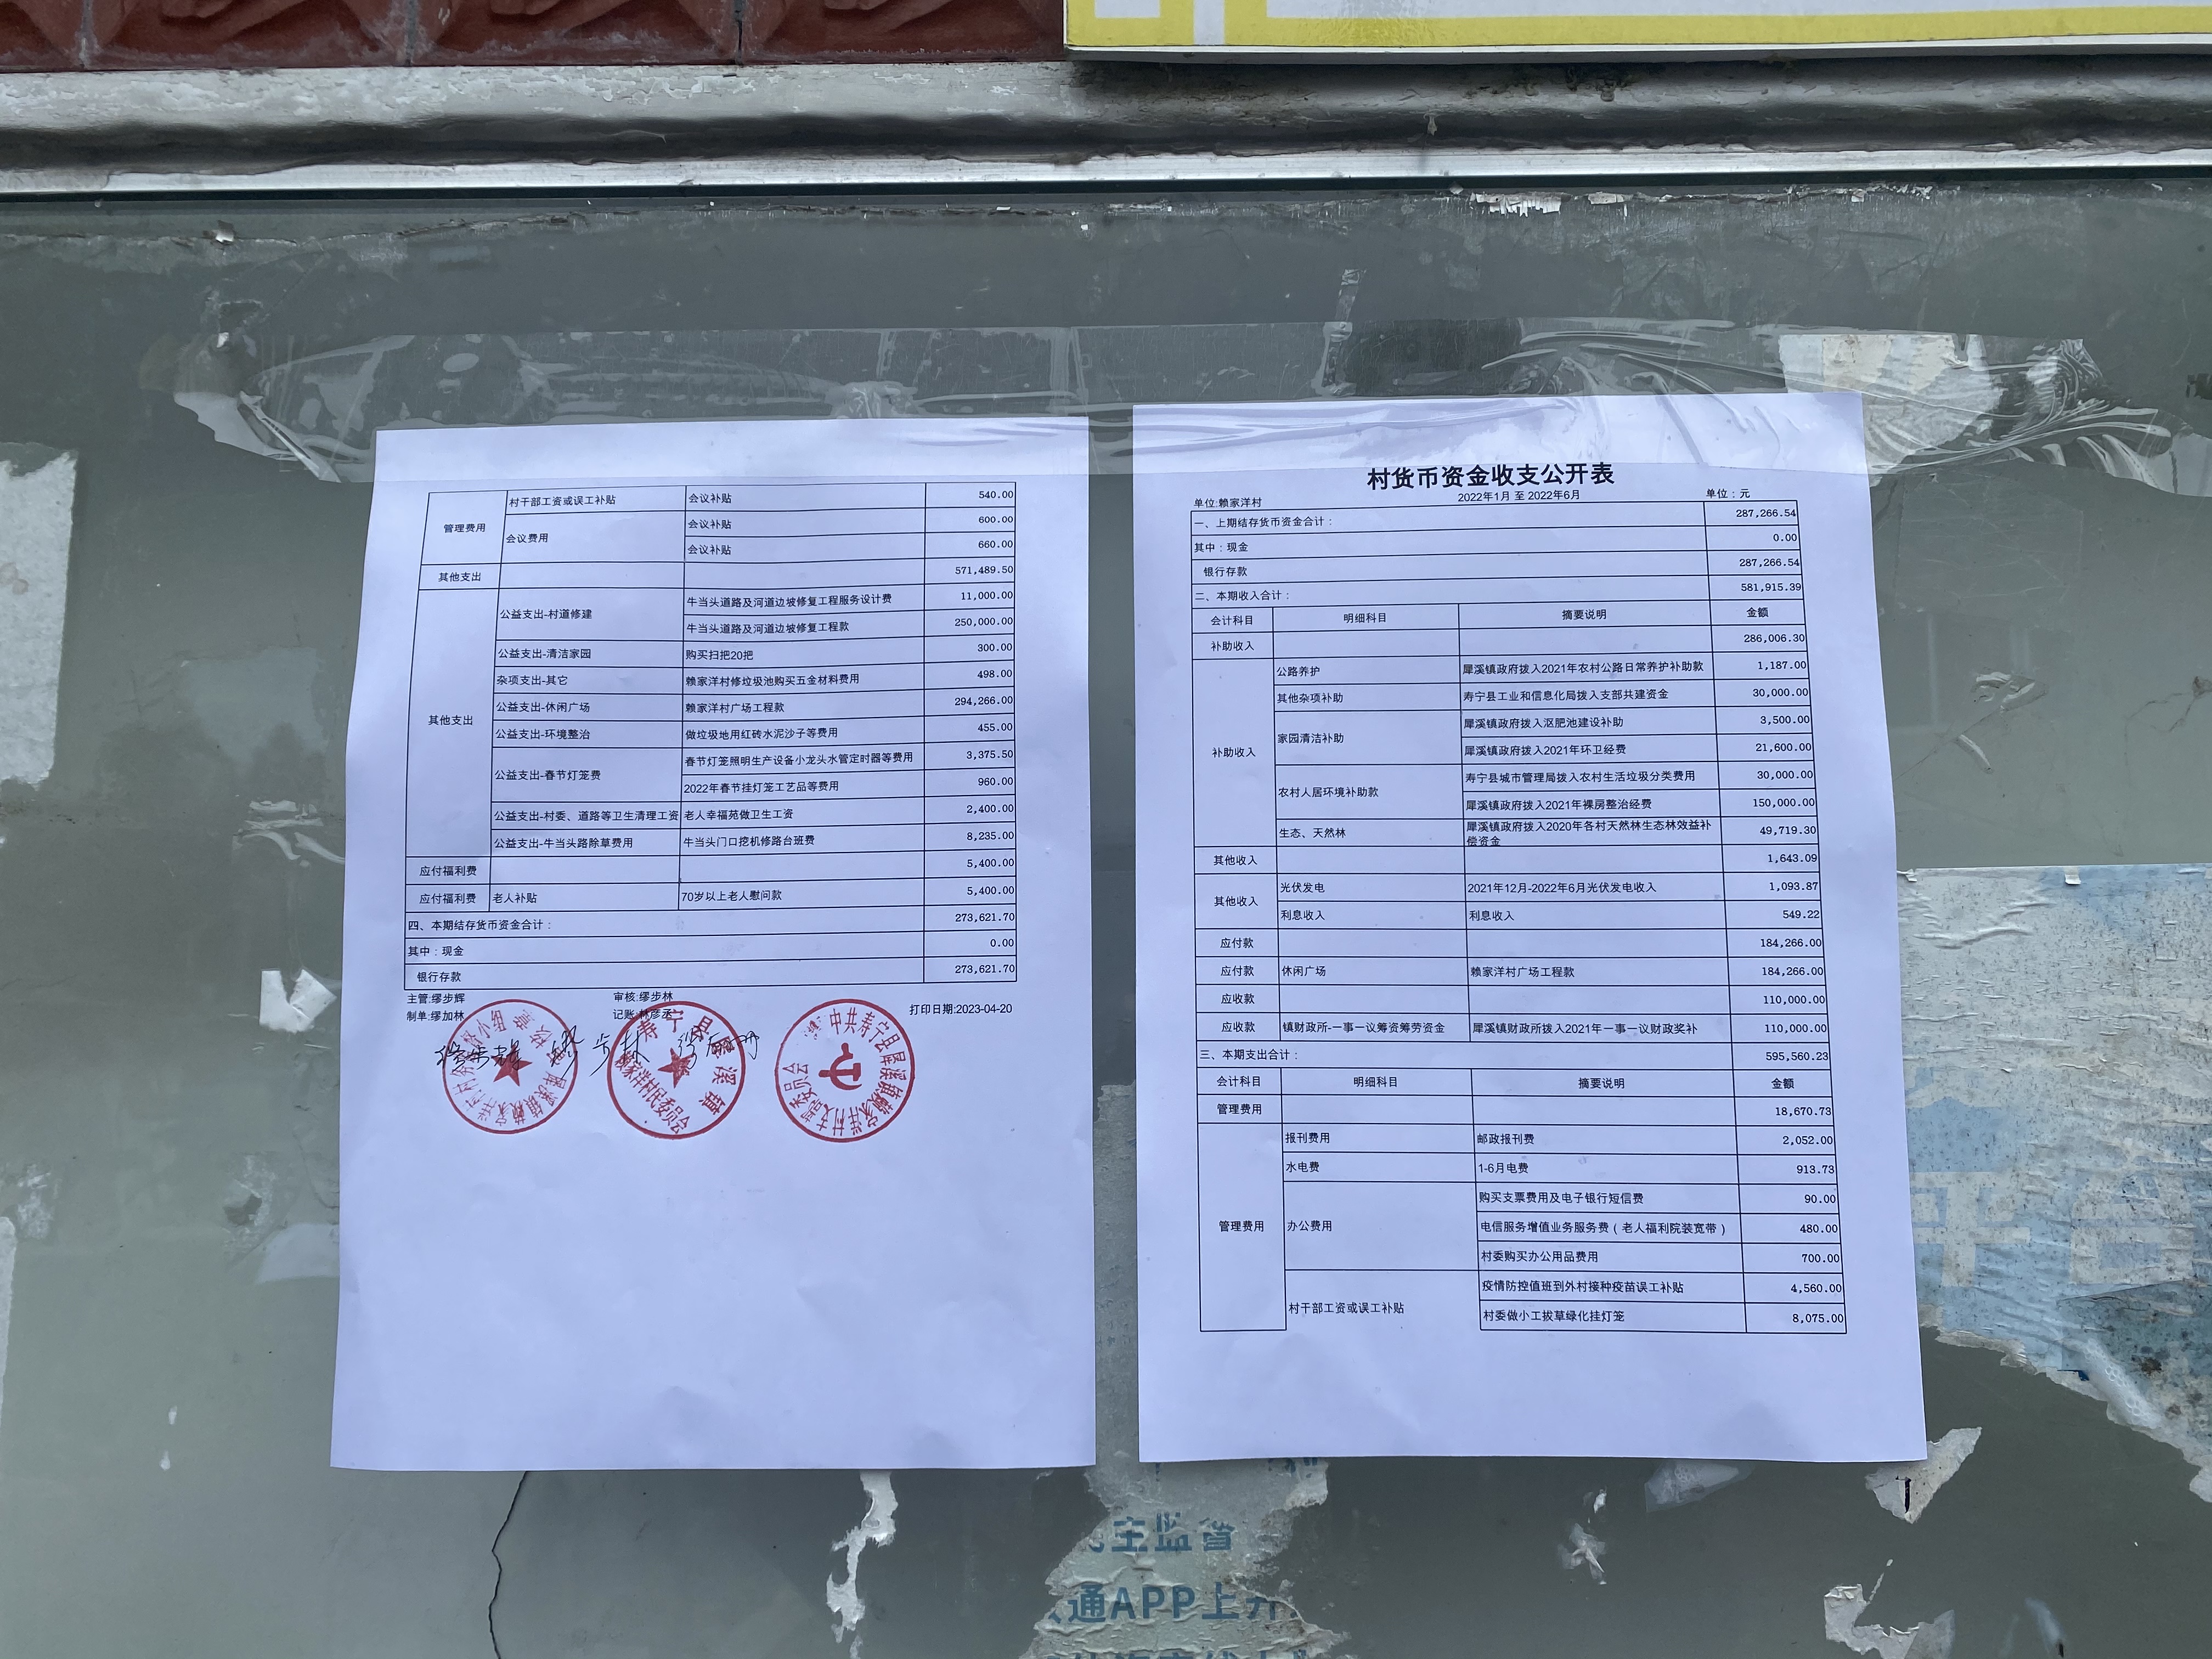 村货币资金收支公开表
2022年1月 至 2022年6月
单位:赖家洋村 单位：元
一、上期结存货币资金合计： 287,266.54
其中：现金 0.00
银行存款 287,266.54
二、本期收入合计： 581,915.39
会计科目 明细科目 摘要说明 金额
补助收入 286,006.30
补助收入 公路养护 犀溪镇政府拨入2021年农村公路日常养护补助款 1,187.00
其他杂项补助 寿宁县工业和信息化局拨入支部共建资金 30,000.00
家园清洁补助 犀溪镇政府拨入沤肥池建设补助 3,500.00
犀溪镇政府拨入2021年环卫经费 21,600.00
农村人居环境补助款 寿宁县城市管理局拨入农村生活垃圾分类费用 30,000.00
犀溪镇政府拨入2021年裸房整治经费 150,000.00
生态、天然林 犀溪镇政府拨入2020年各村天然林生态林效益补
偿资金 49,719.30
其他收入 1,643.09
其他收入 光伏发电 2021年12月-2022年6月光伏发电收入 1,093.87
利息收入 利息收入 549.22
应付款 184,266.00
应付款 休闲广场 赖家洋村广场工程款 184,266.00
应收款 110,000.00
应收款 镇财政所-一事一议筹资筹劳资金 犀溪镇财政所拨入2021年一事一议财政奖补 110,000.00
三、本期支出合计： 595,560.23
会计科目 明细科目 摘要说明 金额
管理费用 18,670.73
管理费用 报刊费用 邮政报刊费 2,052.00
水电费 1-6月电费 913.73
办公费用 购买支票费用及电子银行短信费 90.00
电信服务增值业务服务费（老人福利院装宽带） 480.00
村委购买办公用品费用 700.00
村干部工资或误工补贴 疫情防控值班到外村接种疫苗误工补贴 4,560.00
村委做小工拔草绿化挂灯笼 8,075.00
管理费用 村干部工资或误工补贴 会议补贴 540.00
会议费用 会议补贴 600.00
会议补贴 660.00
其他支出 571,489.50
其他支出 公益支出-村道修建 牛当头道路及河道边坡修复工程服务设计费 11,000.00
牛当头道路及河道边坡修复工程款 250,000.00
公益支出-清洁家园 购买扫把20把 300.00
杂项支出-其它 赖家洋村修垃圾池购买五金材料费用 498.00
公益支出-休闲广场 赖家洋村广场工程款 294,266.00
公益支出-环境整治 做垃圾地用红砖水泥沙子等费用 455.00
公益支出-春节灯笼费 春节灯笼照明生产设备小龙头水管定时器等费用 3,375.50
2022年春节挂灯笼工艺品等费用 960.00
公益支出-村委、道路等卫生清理工资 老人幸福苑做卫生工资 2,400.00
公益支出-牛当头路除草费用 牛当头门口挖机修路台班费 8,235.00
应付福利费 5,400.00
应付福利费 老人补贴 70岁以上老人慰问款 5,400.00
四、本期结存货币资金合计： 273,621.70
其中：现金 0.00
银行存款 273,621.70
主管:缪步辉 审核:缪步林
制单:缪加林 记账:林彦丞 打印日期:2023-04-20
寿宁县犀溪镇
赖家洋村民委员会
中共寿宁县犀溪镇赖家洋村支部委员会
主监督
通APP上